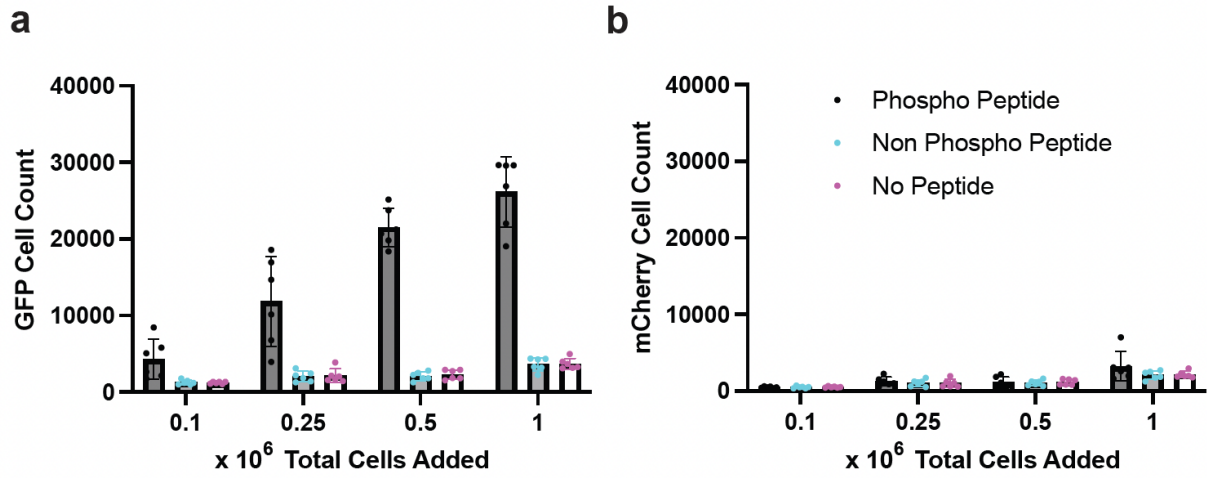 a
40000
30000
20000
10000
0
GFP Cell Count
0.1 0.25 0.5 1
x 10⁶ Total Cells Added
b
40000
30000
20000
10000
0
mCherry Cell Count
Phospho Peptide
Non Phospho Peptide
No Peptide
0.1 0.25 0.5 1
x 10⁶ Total Cells Added